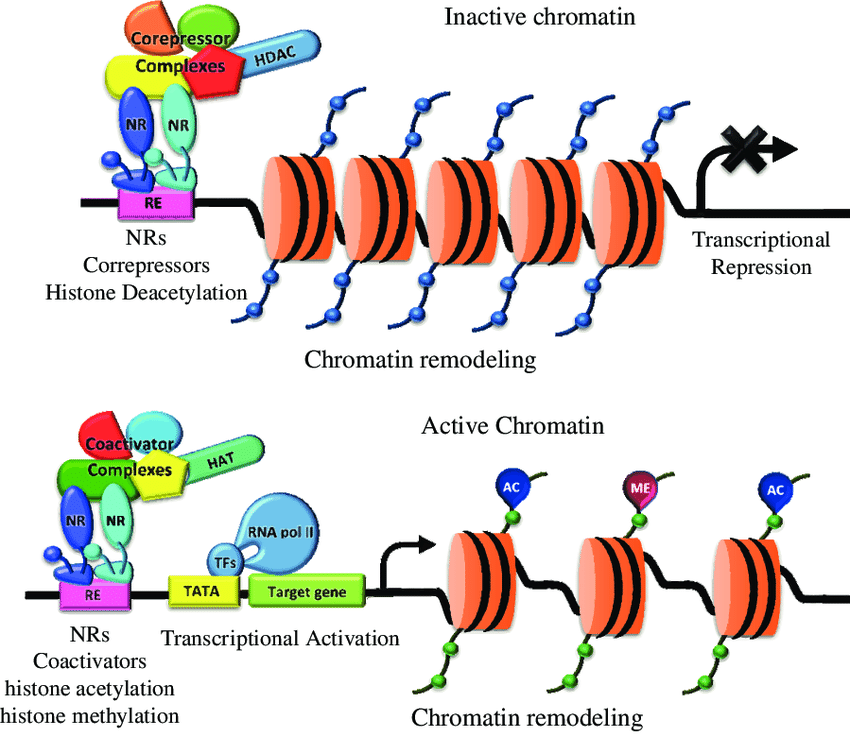 Inactive chromatin
Corepressor
Complexes
HDAC
NR
NR
RE
NRs
Correpressors
Histone Deacetylation
Transcriptional
Repression
Chromatin remodeling
Active Chromatin
Coactivator
Complexes
HAT
NR
NR
RE
TFs
RNA pol II
TATA
Target gene
AC
ME
AC
NRs
Coactivators
histone acetylation
histone methylation
Transcriptional Activation
Chromatin remodeling